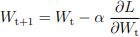 W_{t+1} = W_t − α ∂L/∂W_t